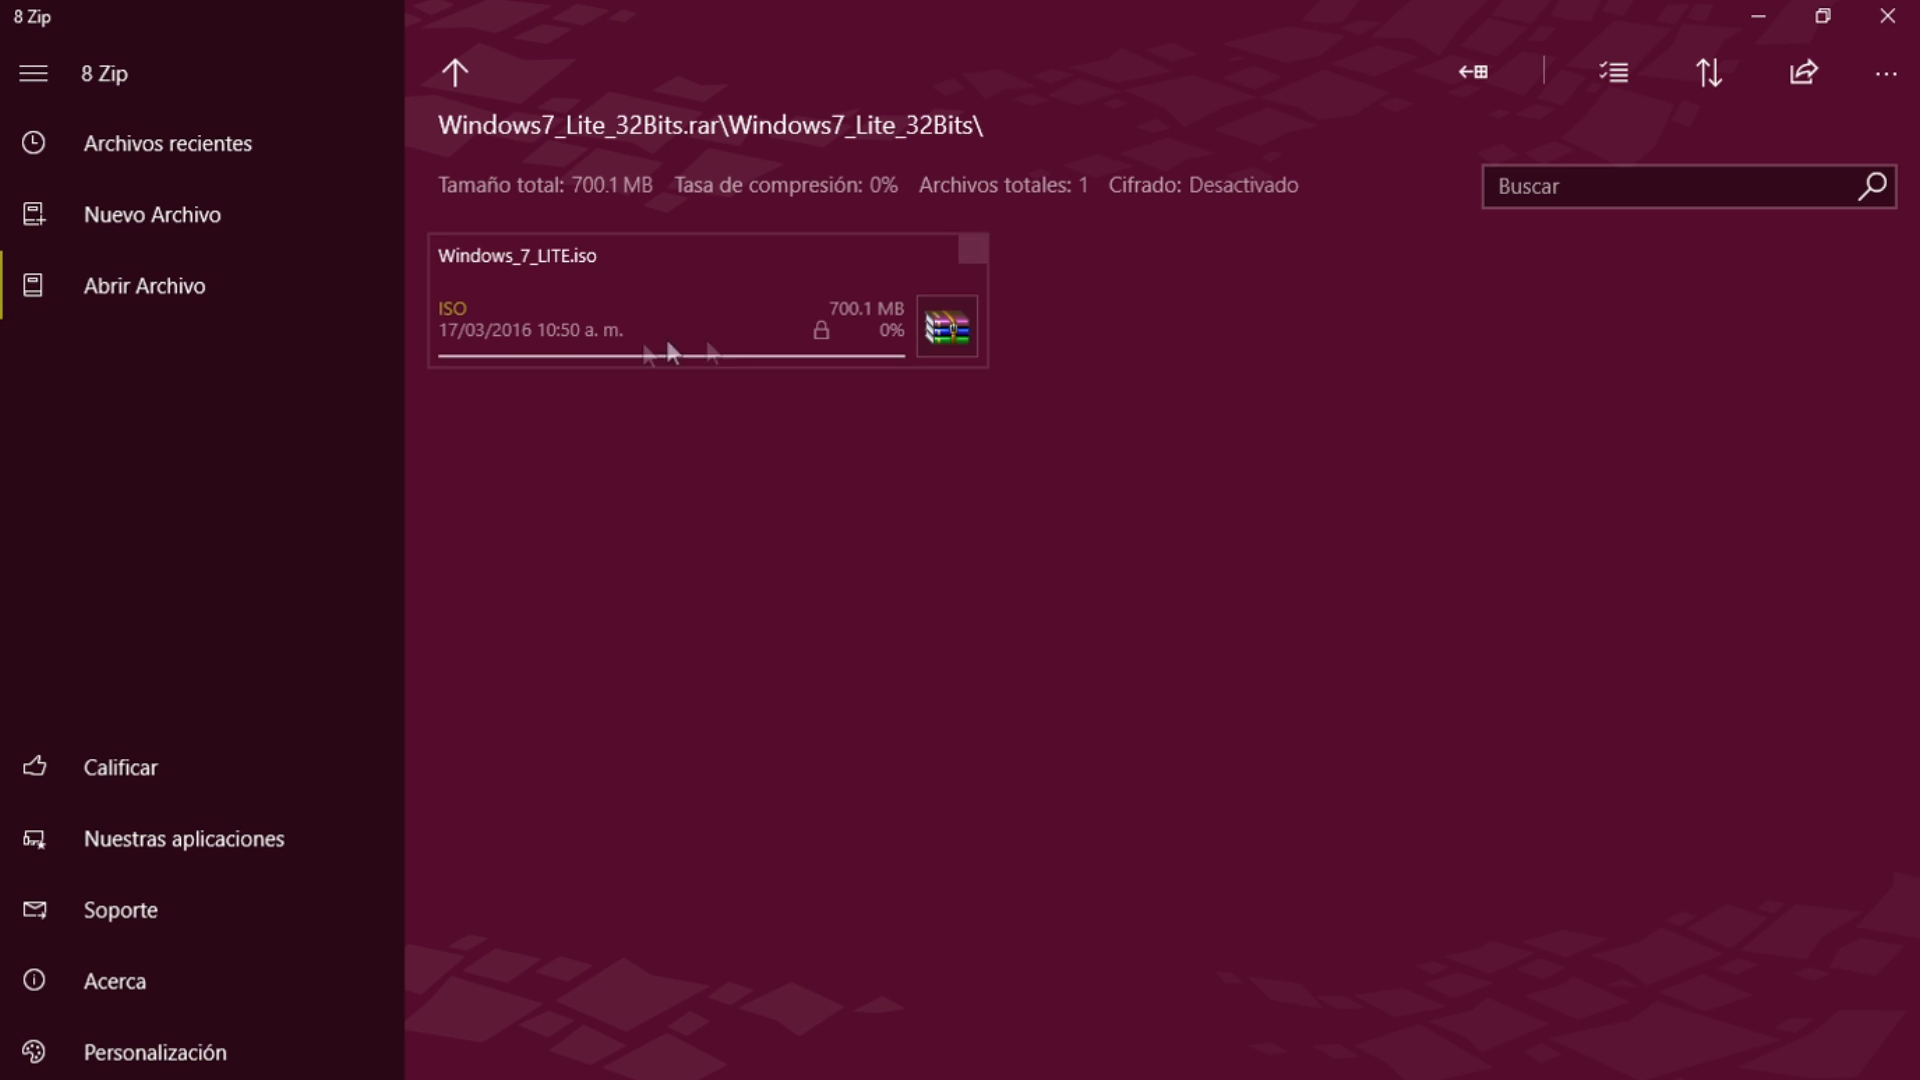 8 Zip
8 Zip
Archivos recientes
Nuevo Archivo
Abrir Archivo
Calificar
Nuestras aplicaciones
Soporte
Acerca
Personalización
Windows7_Lite_32Bits.rar\Windows7_Lite_32Bits\
Tamaño total: 700.1 MB Tasa de compresión: 0% Archivos totales: 1 Cifrado: Desactivado
Buscar
Windows_7_LITE.iso
ISO 700.1 MB
17/03/2016 10:50 a. m. 0%